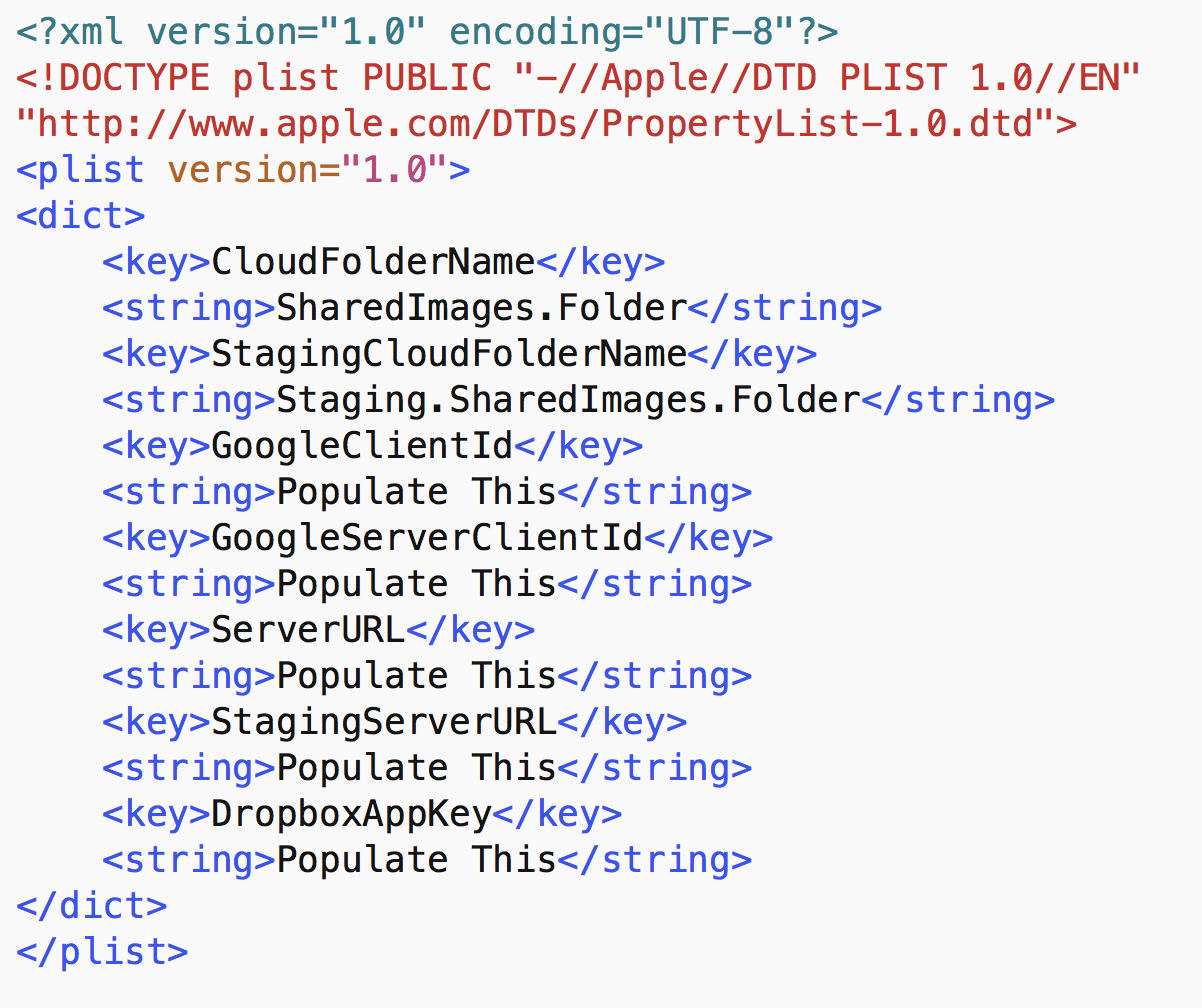 <?xml version="1.0" encoding="UTF-8"?>
<!DOCTYPE plist PUBLIC "-//Apple//DTD PLIST 1.0//EN"
"http://www.apple.com/DTDs/PropertyList-1.0.dtd">
<plist version="1.0">
<dict>
    <key>CloudFolderName</key>
    <string>SharedImages.Folder</string>
    <key>StagingCloudFolderName</key>
    <string>Staging.SharedImages.Folder</string>
    <key>GoogleClientId</key>
    <string>Populate This</string>
    <key>GoogleServerClientId</key>
    <string>Populate This</string>
    <key>ServerURL</key>
    <string>Populate This</string>
    <key>StagingServerURL</key>
    <string>Populate This</string>
    <key>DropboxAppKey</key>
    <string>Populate This</string>
</dict>
</plist>